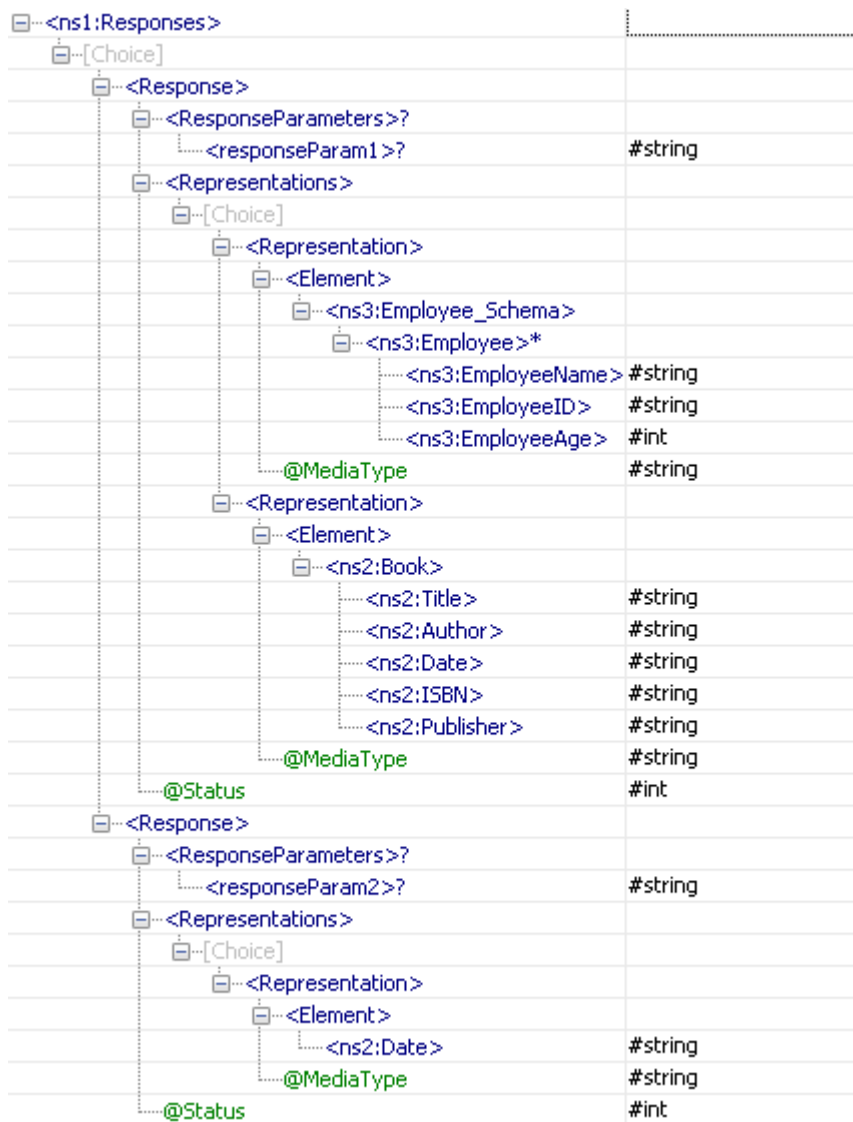 <ns1:Responses>
[Choice]
<Response>
<ResponseParameters>?
<responseParam1>? #string
<Representations>
[Choice]
<Representation>
<Element>
<ns3:Employee_Schema>
<ns3:Employee>*
<ns3:EmployeeName> #string
<ns3:EmployeeID> #string
<ns3:EmployeeAge> #int
@MediaType #string
<Representation>
<Element>
<ns2:Book>
<ns2:Title> #string
<ns2:Author> #string
<ns2:Date> #string
<ns2:ISBN> #string
<ns2:Publisher> #string
@MediaType #string
@Status #int
<Response>
<ResponseParameters>?
<responseParam2>? #string
<Representations>
[Choice]
<Representation>
<Element>
<ns2:Date> #string
@MediaType #string
@Status #int